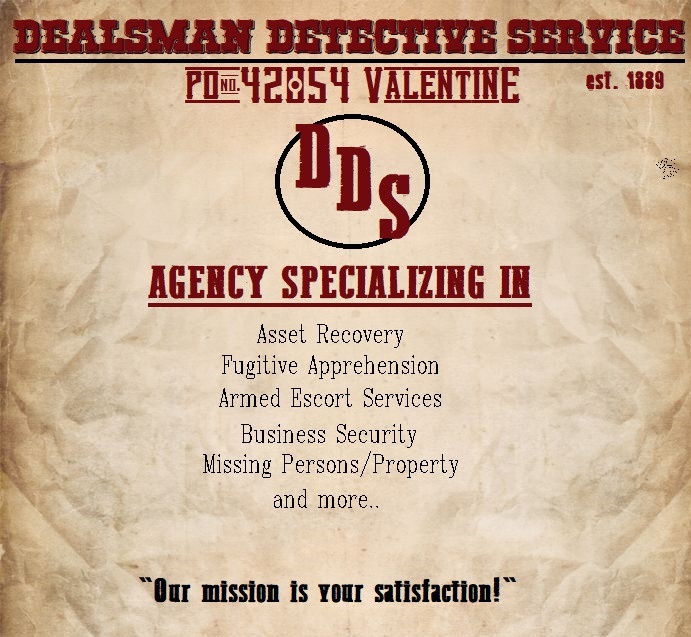 DEALSMAN DETECTIVE SERVICE
PO NO. 42054 VALENTINE
est. 1889
DDS
AGENCY SPECIALIZING IN
Asset Recovery
Fugitive Apprehension
Armed Escort Services
Business Security
Missing Persons/Property
and more..
"Our mission is your satisfaction!"